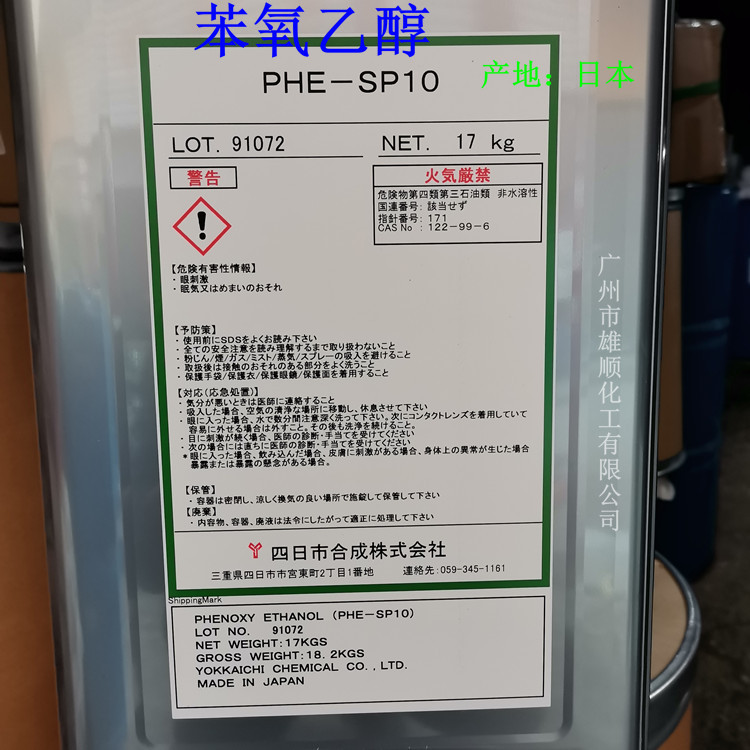 苯氧乙醇
PHE-SP10
产地：日本
LOT. 91072 NET. 17 kg
警告
火気厳禁
危険物第四類第三石油類 非水溶性
国連番号: 該当せず
指針番号: 171
CAS No : 122-99-6
【危険有害性情報】
・眼刺激
・眠気又はめまいのおそれ
【予防策】
・使用前にSDSをよくお読み下さい
・全ての安全注意を読み理解するまで取り扱わないこと
・粉じん/煙/ガス/ミスト/蒸気/スプレーの吸入を避けること
・取扱後は接触のおそれのある部分をよく洗うこと
・保護手袋/保護衣/保護眼鏡/保護面を着用すること
【対応(応急処置)】
・気分が悪いときは医師に連絡すること
・吸入した場合、空気の清浄な場所に移動し、休息させて下さい
・眼に入った場合、水で数分間注意深く洗って下さい。次にコンタクトレンズを着用していて
容易に外せる場合は外すこと。その後も洗浄を続けること。
・目に刺激が続く場合、医師の診断・手当てを受けてください
・次の場合には直ちに医師の診断・手当てを受けてください
*眼に入った場合、飲み込んだ場合、皮膚に刺激がある場合、身体上の異常が生じた場合
暴露または暴露の懸念がある場合。
【保管】
・容器は密閉し、涼しく換気の良い場所で施錠して保管して下さい
【廃棄】
・内容物、容器、廃液は法令にしたがって適正に処理して下さい
四日市合成株式会社
三重県四日市市宮東町2丁目1番地 連絡先:059-345-1161
ShippingMark
PHENOXY ETHANOL (PHE-SP10)
LOT NO. 91072
NET WEIGHT:17KGS
GROSS WEIGHT:18.2KGS
YOKKAICHI CHEMICAL CO.,LTD.
MADE IN JAPAN
广州市雄顺化工有限公司